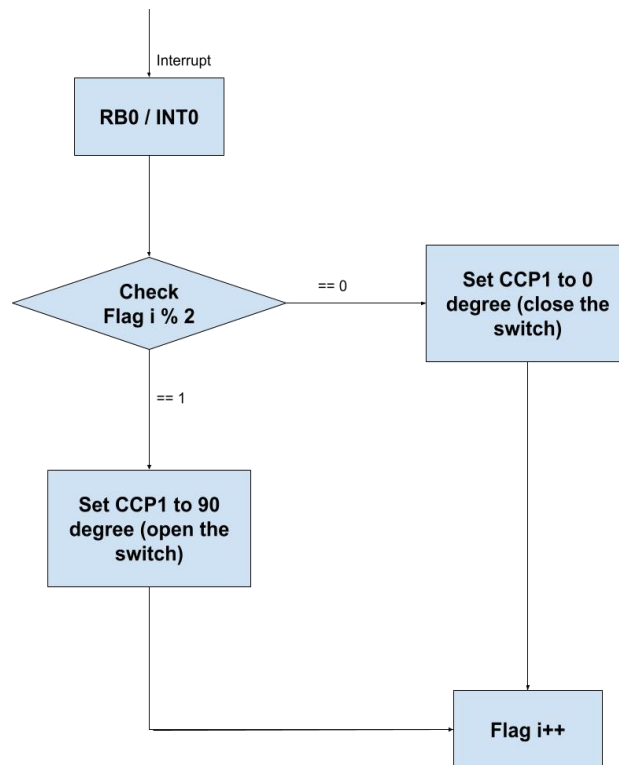 Interrupt
RB0 / INT0
Check
Flag i % 2
== 0
Set CCP1 to 0
degree (close the
switch)
== 1
Set CCP1 to 90
degree (open the
switch)
Flag i++